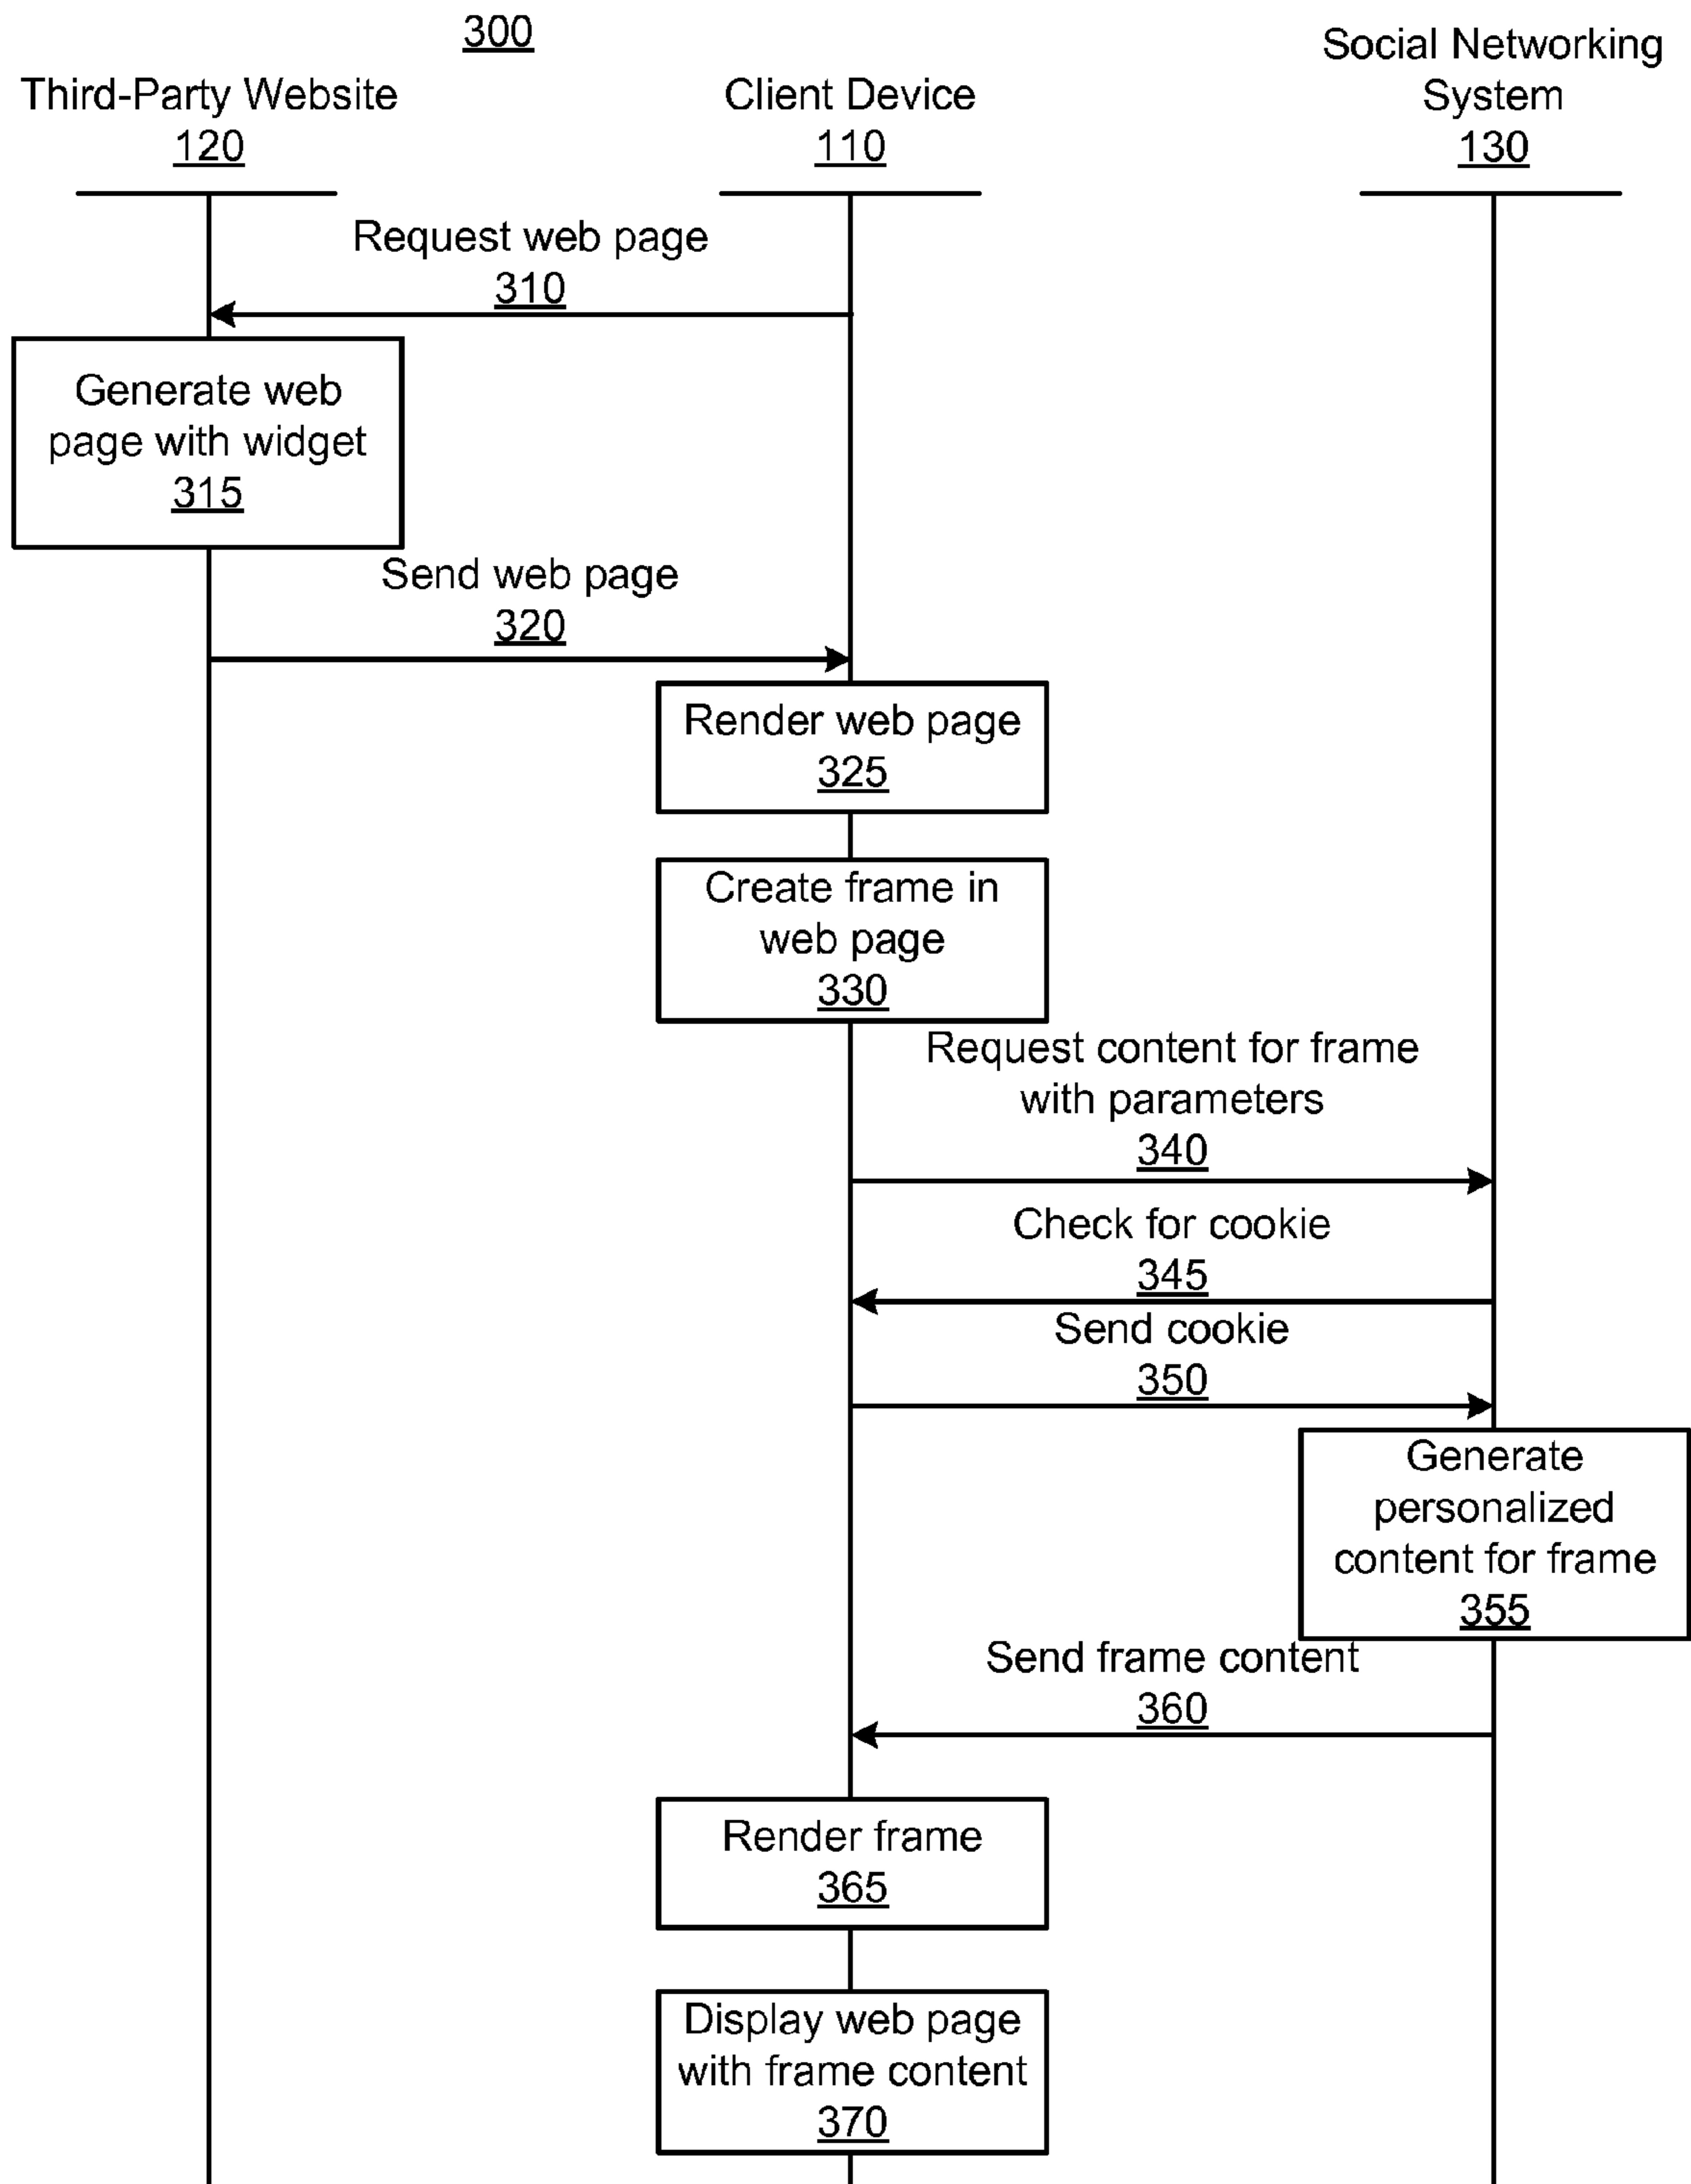 300
Third-Party Website
120
Client Device
110
Social Networking
System
130
Request web page
310
Generate web
page with widget
315
Send web page
320
Render web page
325
Create frame in
web page
330
Request content for frame
with parameters
340
Check for cookie
345
Send cookie
350
Generate
personalized
content for frame
355
Send frame content
360
Render frame
365
Display web page
with frame content
370